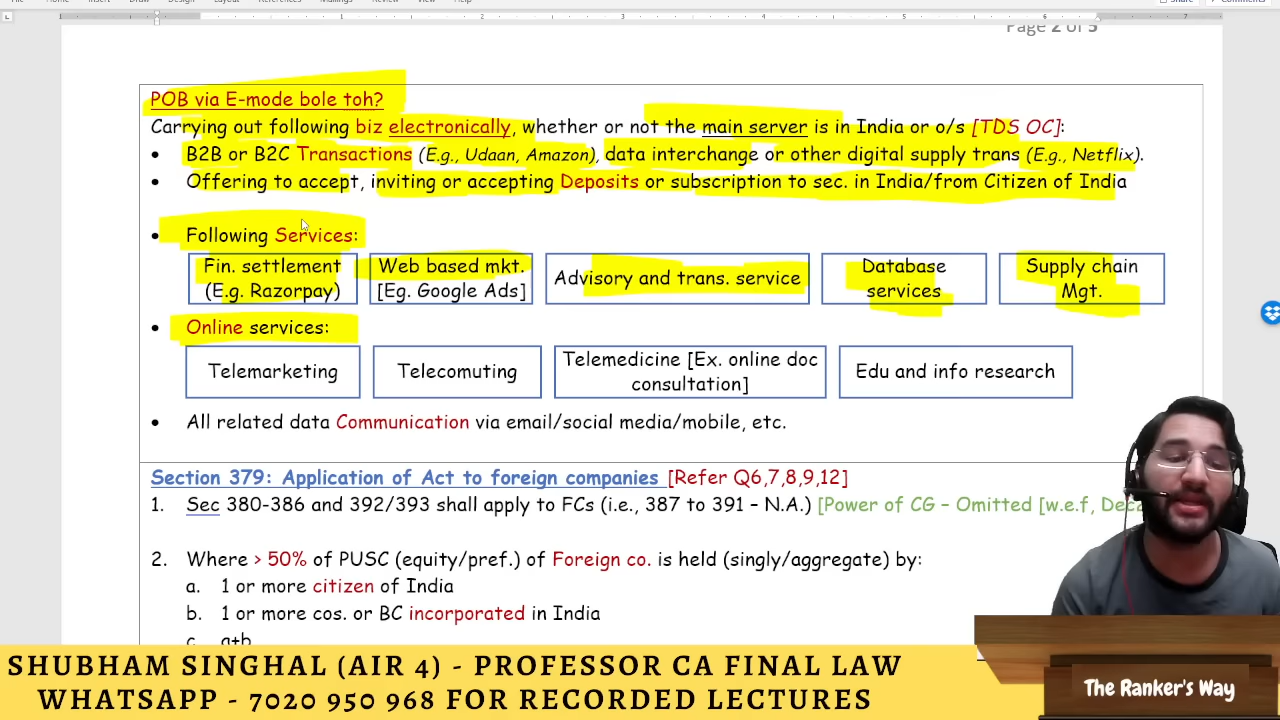 Page 2 of 5
POB via E-mode bole toh?
Carrying out following biz electronically, whether or not the main server is in India or o/s [TDS OC]:
• B2B or B2C Transactions (E.g., Udaan, Amazon), data interchange or other digital supply trans (E.g., Netflix).
• Offering to accept, inviting or accepting Deposits or subscription to sec. in India/from Citizen of India
• Following Services:
Fin. settlement
(E.g. Razorpay)
Web based mkt.
[Eg. Google Ads]
Advisory and trans. service
Database
services
Supply chain
Mgt.
• Online services:
Telemarketing
Telecomuting
Telemedicine [Ex. online doc
consultation]
Edu and info research
• All related data Communication via email/social media/mobile, etc.
Section 379: Application of Act to foreign companies [Refer Q6,7,8,9,12]
1. Sec 380-386 and 392/393 shall apply to FCs (i.e., 387 to 391 – N.A.) [Power of CG – Omitted [w.e.f,
2. Where > 50% of PUSC (equity/pref.) of Foreign co. is held (singly/aggregate) by:
a. 1 or more citizen of India
b. 1 or more cos. or BC incorporated in India
c. a+b
SHUBHAM SINGHAL (AIR 4) - PROFESSOR CA FINAL LAW
WHATSAPP - 7020 950 968 FOR RECORDED LECTURES
The Ranker's Way